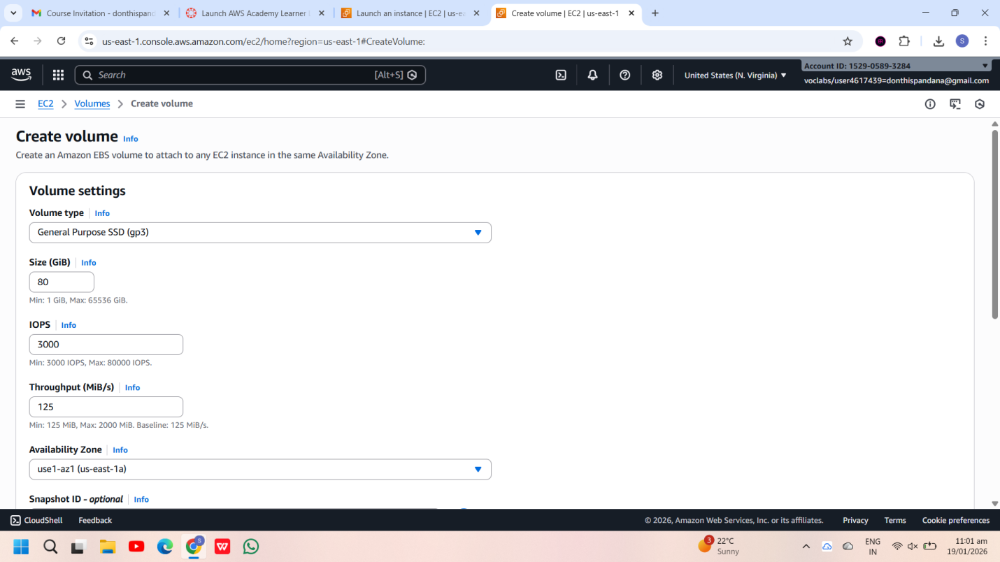 Course Invitation - donthispand
Launch AWS Academy Learner
Launch an instance | EC2 | us-ea
Create volume | EC2 | us-east-1
us-east-1.console.aws.amazon.com/ec2/home?region=us-east-1#CreateVolume:
S
aws
Search
[Alt+S]
United States (N. Virginia)
Account ID: 1529-0589-3284
voclabs/user4617439=donthispandana@gmail.com
EC2
Volumes
Create volume
Create volume Info
Create an Amazon EBS volume to attach to any EC2 instance in the same Availability Zone.
Volume settings
Volume type Info
General Purpose SSD (gp3)
Size (GiB) Info
80
Min: 1 GiB, Max: 65536 GiB.
IOPS Info
3000
Min: 3000 IOPS, Max: 80000 IOPS.
Throughput (MiB/s) Info
125
Min: 125 MiB, Max: 2000 MiB. Baseline: 125 MiB/s.
Availability Zone Info
use1-az1 (us-east-1a)
Snapshot ID - optional Info
CloudShell
Feedback
© 2026, Amazon Web Services, Inc. or its affiliates.
Privacy
Terms
Cookie preferences
S
W
3
22°C
Sunny
ENG
IN
11:01 am
19/01/2026